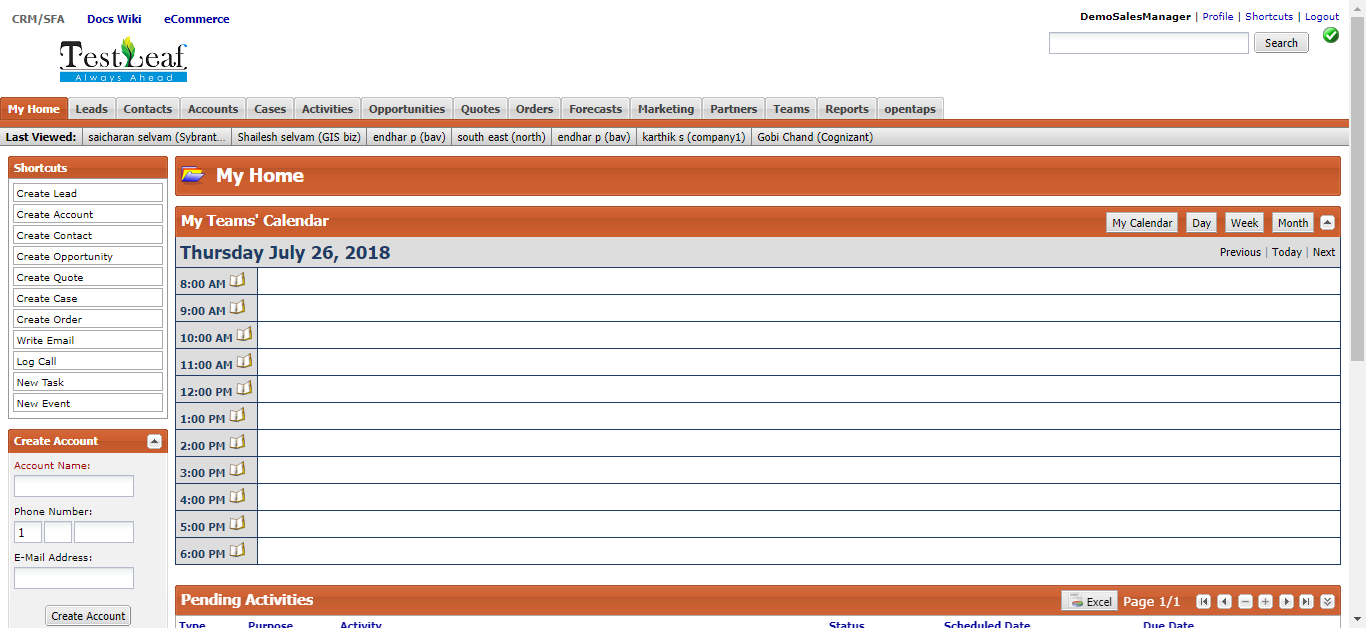 CRM/SFA Docs Wiki eCommerce
DemoSalesManager | Profile | Shortcuts | Logout
TestLeaf
Always Ahead
Search
My Home Leads Contacts Accounts Cases Activities Opportunities Quotes Orders Forecasts Marketing Partners Teams Reports opentaps
Last Viewed: saicharan selvam (Sybrant... Shailesh selvam (GIS biz) endhar p (bav) south east (north) endhar p (bav) karthik s (company1) Gobi Chand (Cognizant)
Shortcuts
Create Lead
Create Account
Create Contact
Create Opportunity
Create Quote
Create Case
Create Order
Write Email
Log Call
New Task
New Event
Create Account
Account Name:
Phone Number:
1
E-Mail Address:
Create Account
My Home
My Teams' Calendar My Calendar Day Week Month
Thursday July 26, 2018 Previous | Today | Next
8:00 AM
9:00 AM
10:00 AM
11:00 AM
12:00 PM
1:00 PM
2:00 PM
3:00 PM
4:00 PM
5:00 PM
6:00 PM
Pending Activities Excel Page 1/1
Type Purpose Activity Status Scheduled Date Due Date